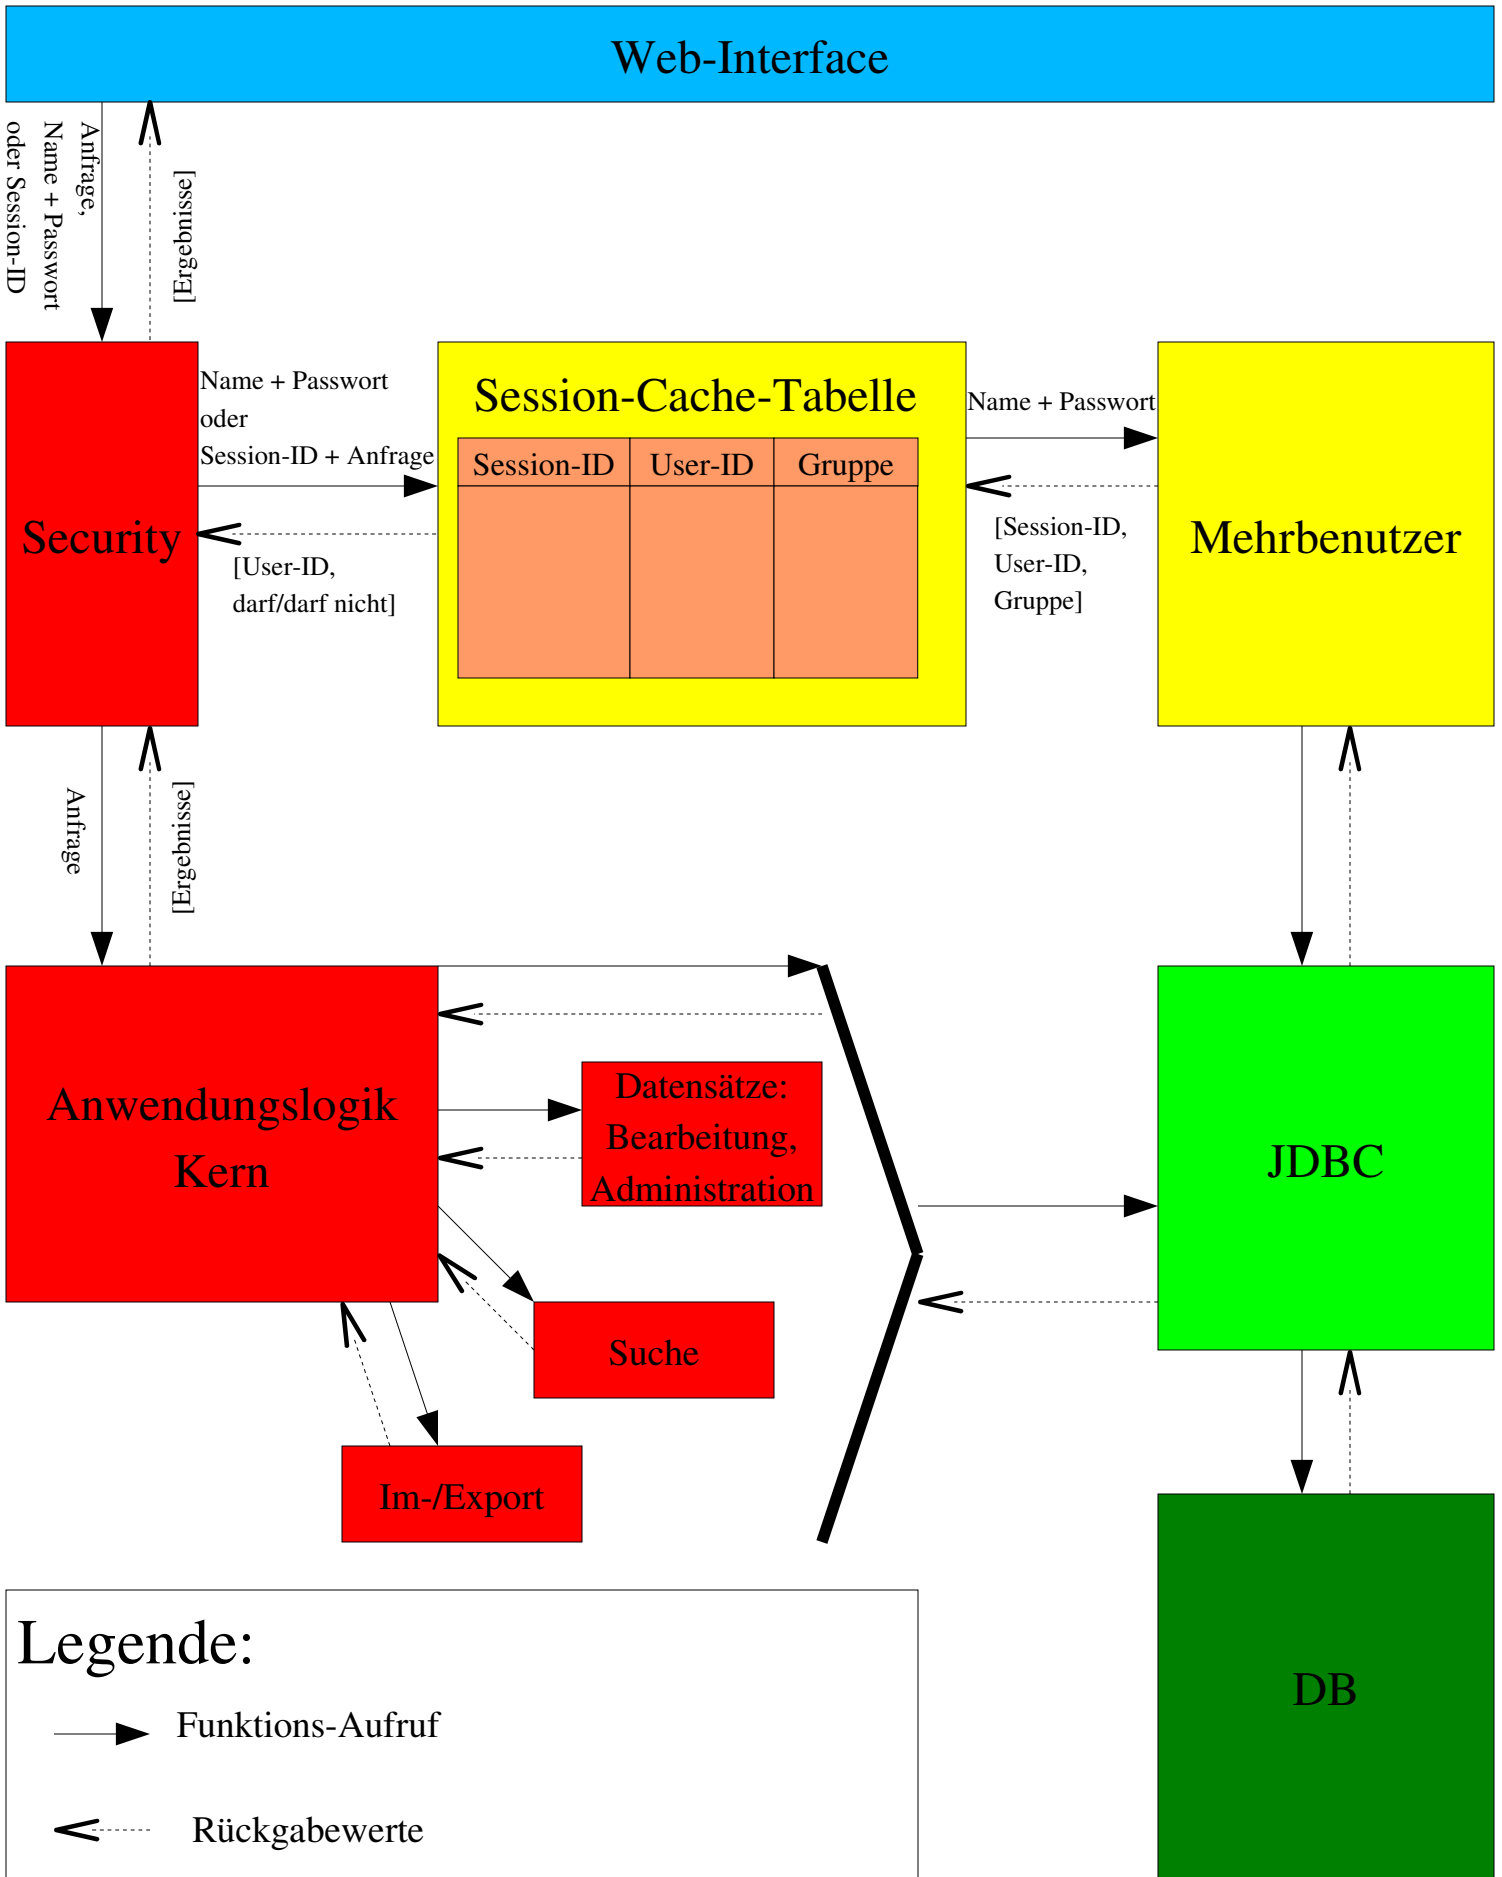 Web-Interface
Anfrage,
Name + Passwort
oder Session-ID
[Ergebnisse]
Security
Name + Passwort
oder
Session-ID + Anfrage
[User-ID,
darf/darf nicht]
Session-Cache-Tabelle
Session-ID
User-ID
Gruppe
Name + Passwort
[Session-ID,
User-ID,
Gruppe]
Mehrbenutzer
Anfrage
[Ergebnisse]
Anwendungslogik
Kern
Datensätze:
Bearbeitung,
Administration
Suche
Im-/Export
JDBC
DB
Legende:
Funktions-Aufruf
Rückgabewerte